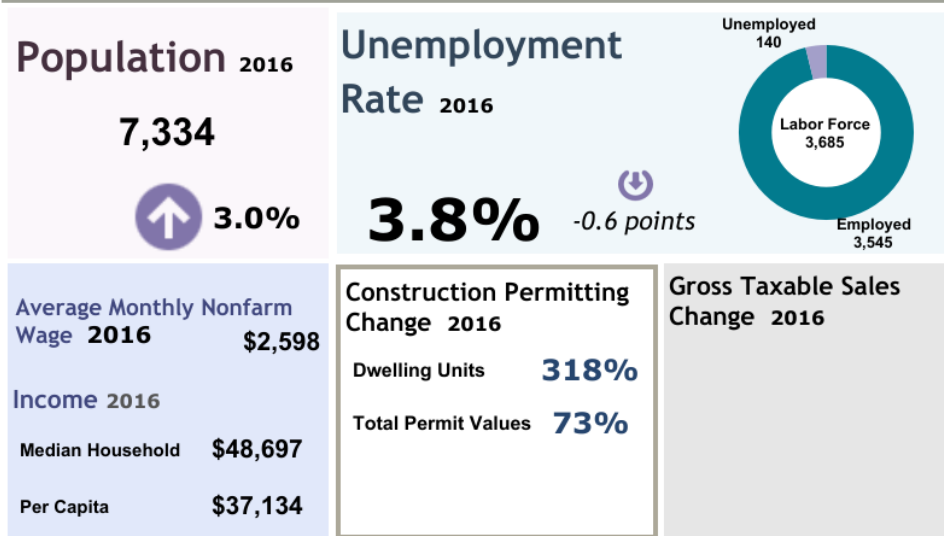 Population 2016
7,334
3.0%
Unemployment
Rate 2016
3.8%
-0.6 points
Unemployed
140
Labor Force
3,685
Employed
3,545
Average Monthly Nonfarm
Wage 2016
$2,598
Income 2016
Median Household $48,697
Per Capita $37,134
Construction Permitting
Change 2016
Dwelling Units 318%
Total Permit Values 73%
Gross Taxable Sales
Change 2016